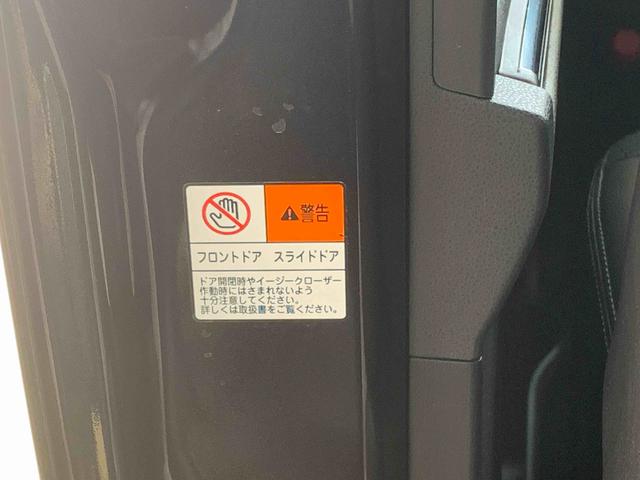 警告
フロントドア　スライドドア
ドア開閉時やイージークローザー
作動時にはさまれないよう
十分注意してください。
詳しくは取扱書をご覧ください。